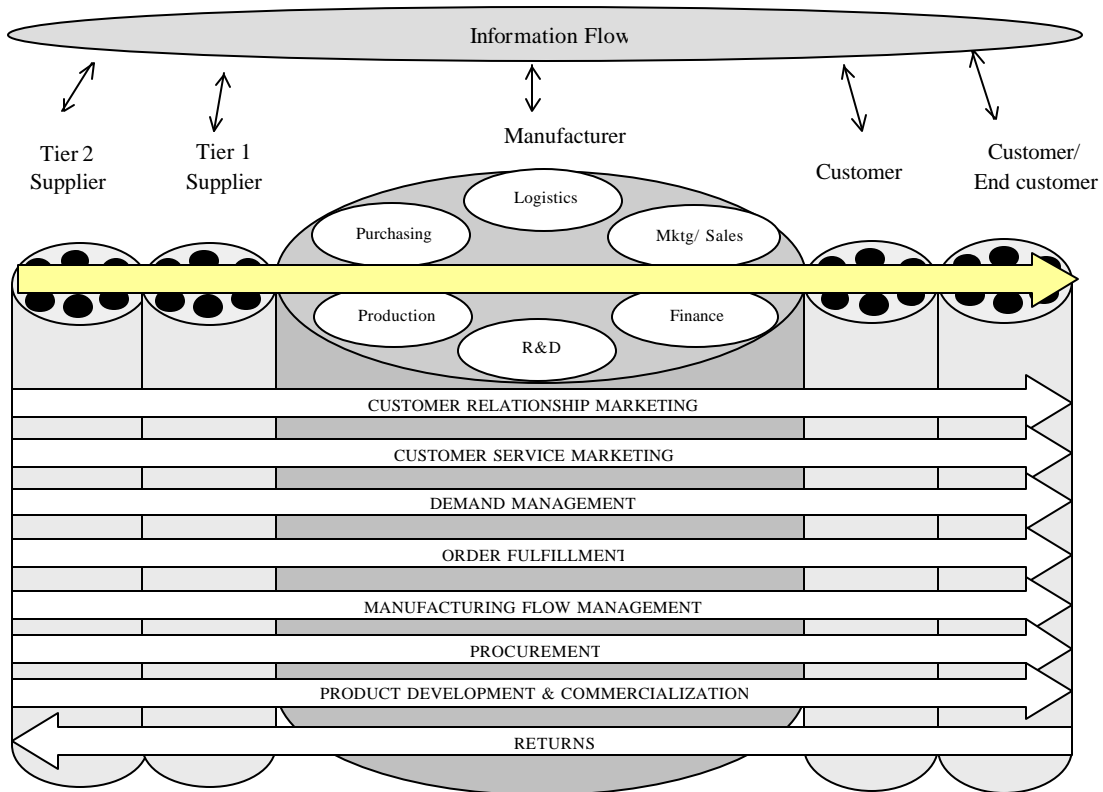 Information Flow
Manufacturer
Tier 2
Supplier
Tier 1
Supplier
Customer
Customer/
End customer
Logistics
Purchasing
Mktg/ Sales
Production
Finance
R&D
CUSTOMER RELATIONSHIP MARKETING
CUSTOMER SERVICE MARKETING
DEMAND MANAGEMENT
ORDER FULFILLMENT
MANUFACTURING FLOW MANAGEMENT
PROCUREMENT
PRODUCT DEVELOPMENT & COMMERCIALIZATION
RETURNS